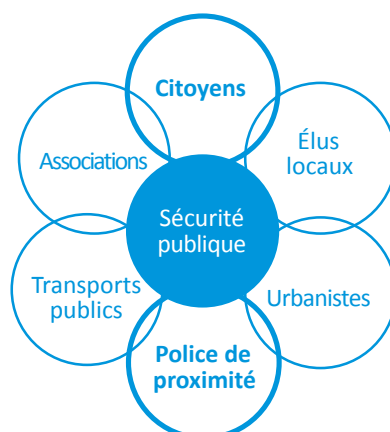 Citoyens
Associations
Élus
locaux
Sécurité
publique
Transports
publics
Urbanistes
Police de
proximité